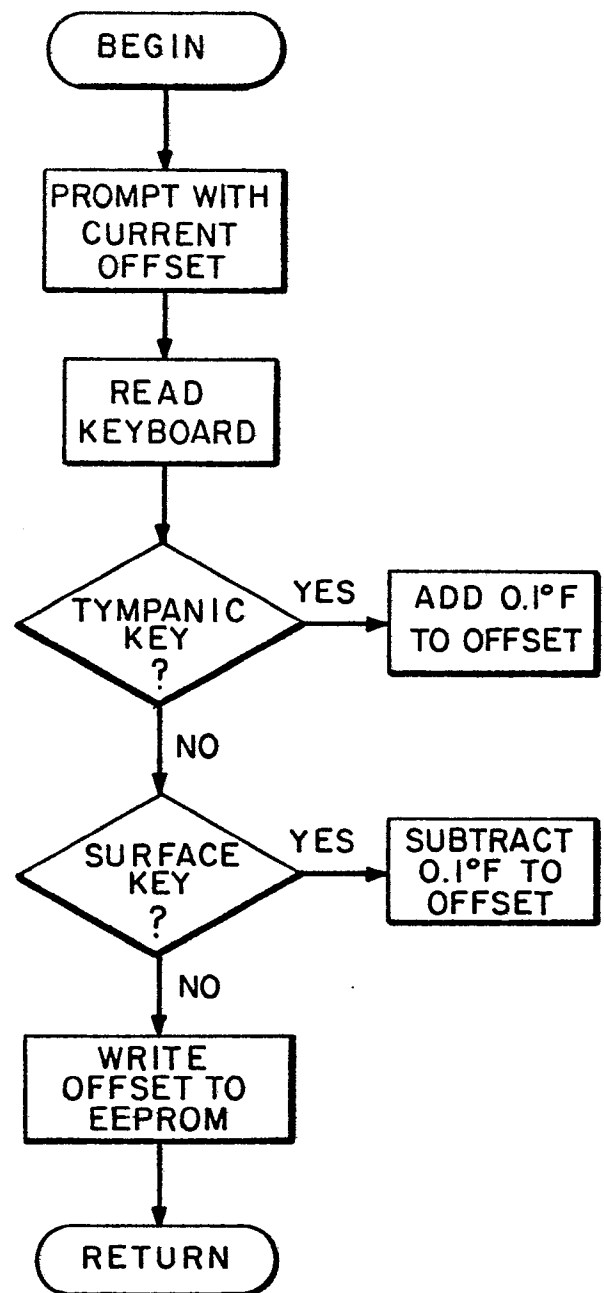 BEGIN
PROMPT WITH
CURRENT
OFFSET
READ
KEYBOARD
TYMPANIC
KEY
?
YES
ADD 0.1°F
TO OFFSET
NO
SURFACE
KEY
?
YES
SUBTRACT
0.1°F TO
OFFSET
NO
WRITE
OFFSET TO
EEPROM
RETURN